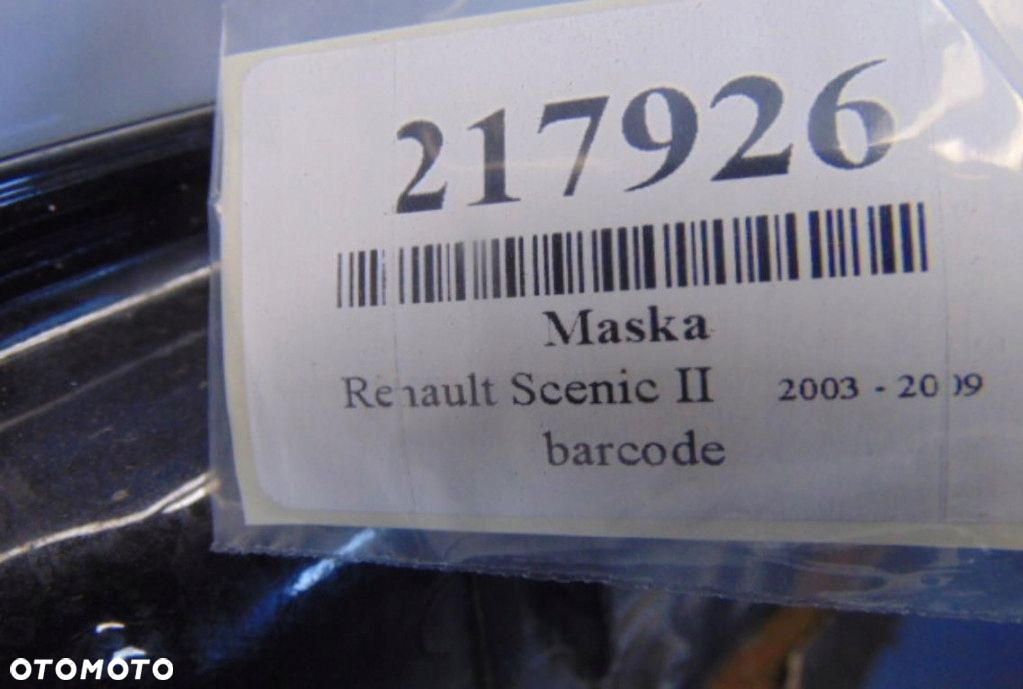 217926
Maska
Renault Scenic II 2003 - 2009
barcode
OTOMOTO